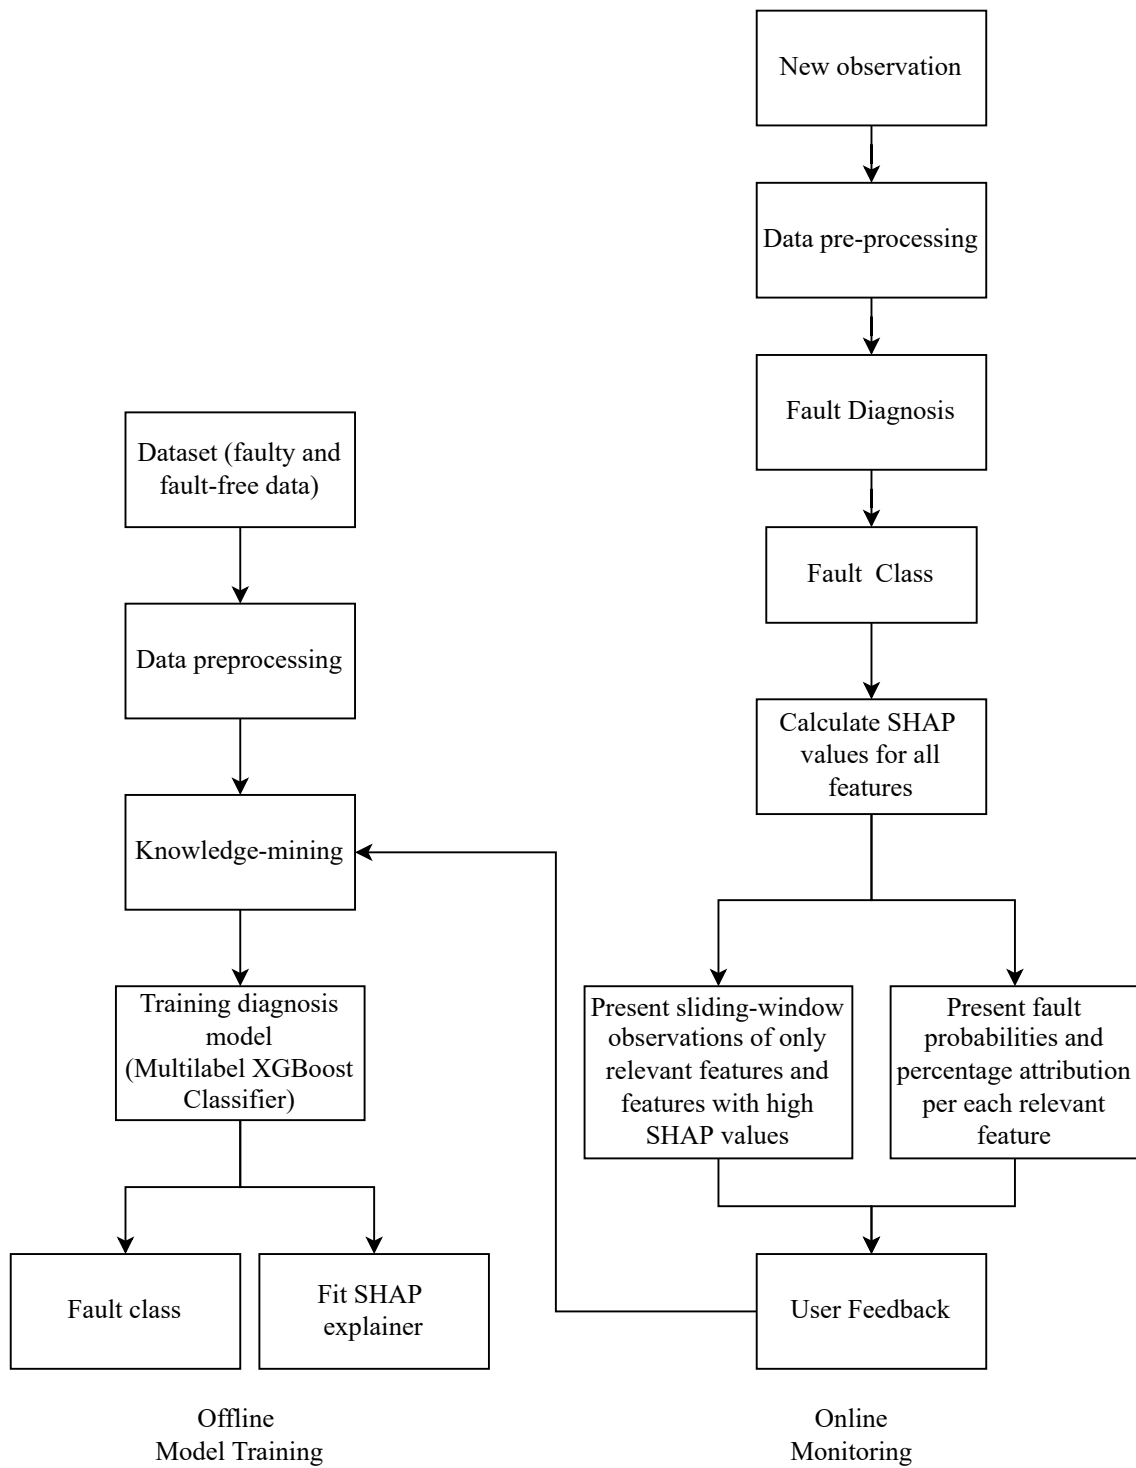 New observation
Data pre-processing
Fault Diagnosis
Fault  Class
Calculate SHAP
values for all
features
Present sliding-window
observations of only
relevant features and
features with high
SHAP values
Present fault
probabilities and
percentage attribution
per each relevant
feature
User Feedback
Online
Monitoring
Dataset (faulty and
fault-free data)
Data preprocessing
Knowledge-mining
Training diagnosis
model
(Multilabel XGBoost
Classifier)
Fault class
Fit SHAP
explainer
Offline
Model Training